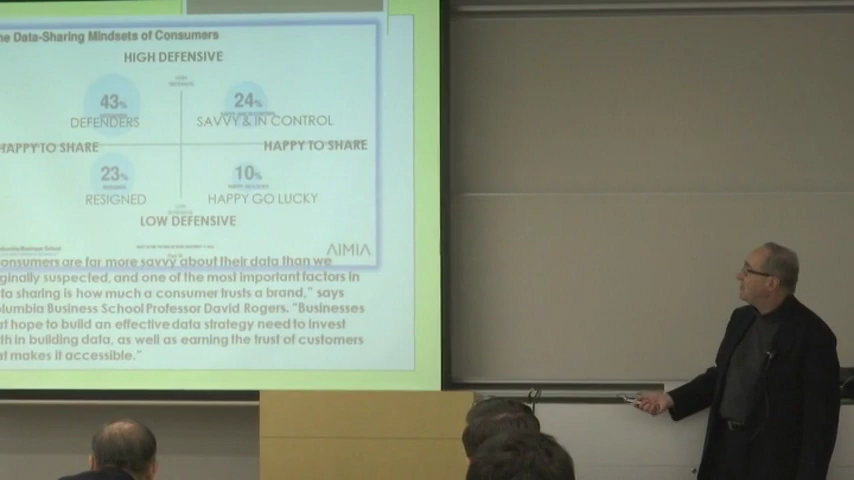 he Data-Sharing Mindsets of Consumers
HIGH DEFENSIVE
43%
DEFENDERS
24%
SAVVY & IN CONTROL
HAPPY TO SHARE
HAPPY TO SHARE
23%
RESIGNED
10%
HAPPY GO LUCKY
LOW DEFENSIVE
lumbia Business School
AIMIA
onsumers are far more savvy about their data than we
iginally suspected, and one of the most important factors in
ta sharing is how much a consumer trusts a brand," says
olumbia Business School Professor David Rogers. "Businesses
at hope to build an effective data strategy need to invest
th in building data, as well as earning the trust of customers
at makes it accessible."